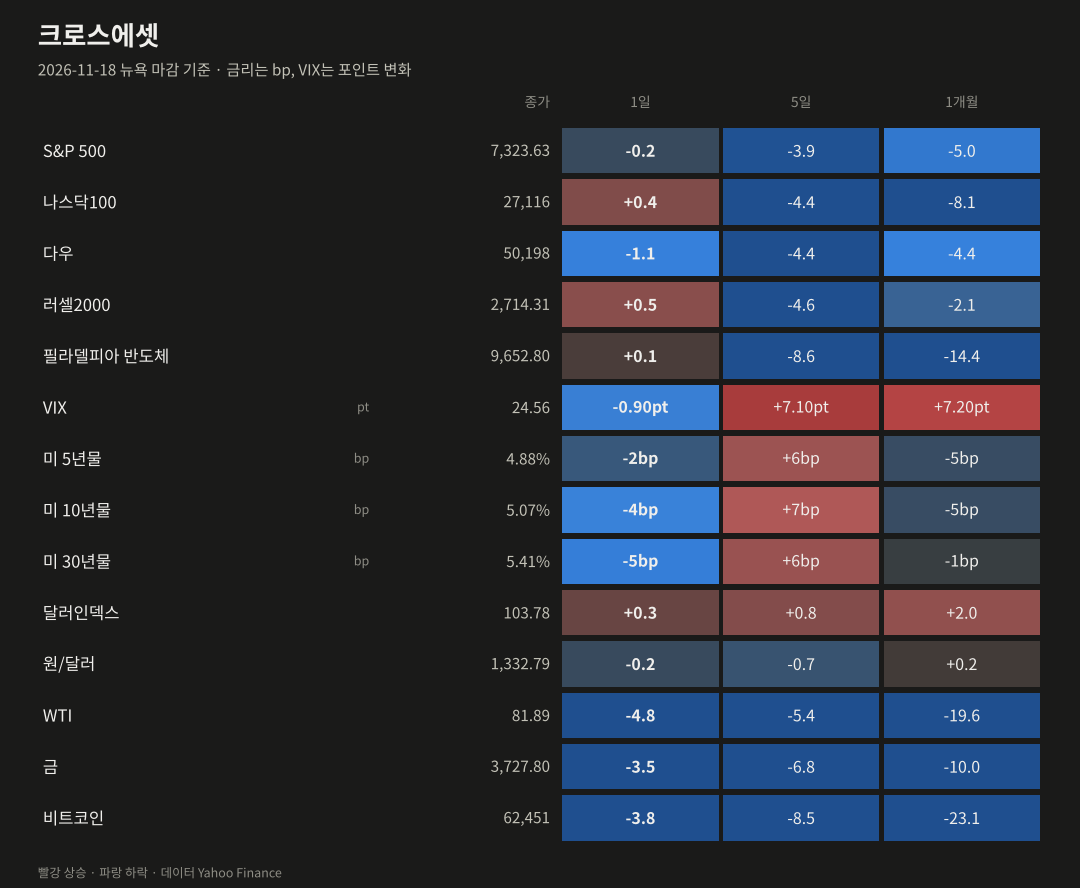 크로스에셋
2026-11-18 뉴욕 마감 기준 · 금리는 bp, VIX는 포인트 변화
종가 1일 5일 1개월
S&P 500 7,323.63 -0.2 -3.9 -5.0
나스닥100 27,116 +0.4 -4.4 -8.1
다우 50,198 -1.1 -4.4 -4.4
러셀2000 2,714.31 +0.5 -4.6 -2.1
필라델피아 반도체 9,652.80 +0.1 -8.6 -14.4
VIX pt 24.56 -0.90pt +7.10pt +7.20pt
미 5년물 bp 4.88% -2bp +6bp -5bp
미 10년물 bp 5.07% -4bp +7bp -5bp
미 30년물 bp 5.41% -5bp +6bp -1bp
달러인덱스 103.78 +0.3 +0.8 +2.0
원/달러 1,332.79 -0.2 -0.7 +0.2
WTI 81.89 -4.8 -5.4 -19.6
금 3,727.80 -3.5 -6.8 -10.0
비트코인 62,451 -3.8 -8.5 -23.1
빨강 상승 · 파랑 하락 · 데이터 Yahoo Finance